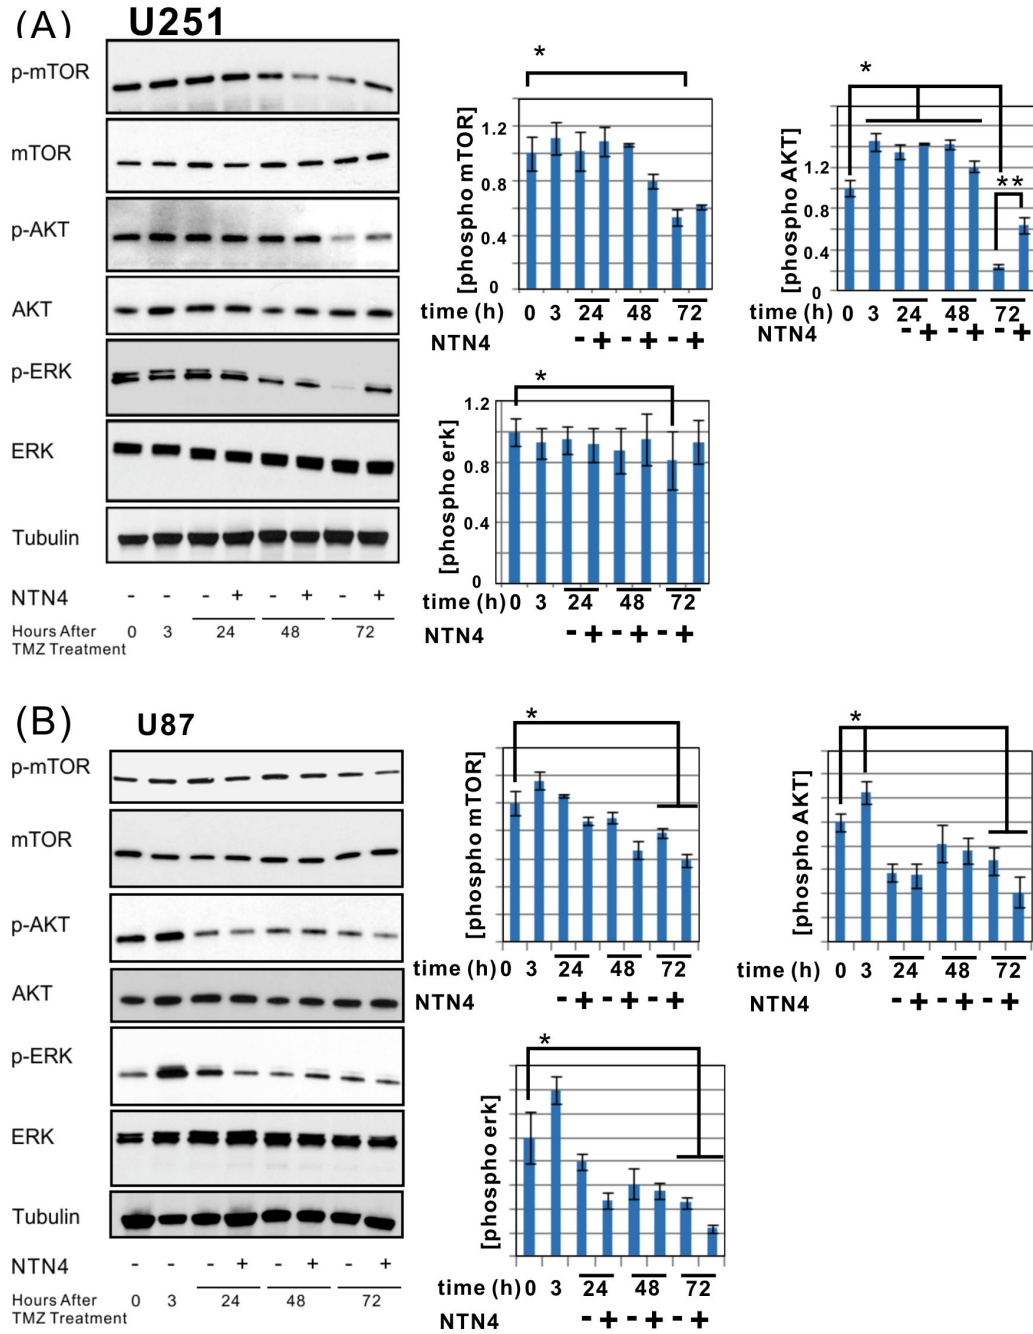 (A) U251
p-mTOR
mTOR
p-AKT
AKT
p-ERK
ERK
Tubulin
NTN4 - - - + - + - +
Hours After 0 3 24 48 72
TMZ Treatment
*
[phospho mTOR]
1.2
0.8
0.4
0
time (h) 0 3 24 48 72
NTN4 - + - + - +
*
**
[phospho AKT]
1.2
0.8
0.4
0
time (h) 0 3 24 48 72
NTN4 - + - + - +
*
[phospho erk]
1.2
0.8
0.4
0
time (h) 0 3 24 48 72
NTN4 - + - + - +
(B) U87
p-mTOR
mTOR
p-AKT
AKT
p-ERK
ERK
Tubulin
NTN4 - - - + - + - +
Hours After 0 3 24 48 72
TMZ Treatment
*
[phospho mTOR]
time (h) 0 3 24 48 72
NTN4 - + - + - +
*
[phospho AKT]
time (h) 0 3 24 48 72
NTN4 - + - + - +
*
[phospho erk]
time (h) 0 3 24 48 72
NTN4 - + - + - +